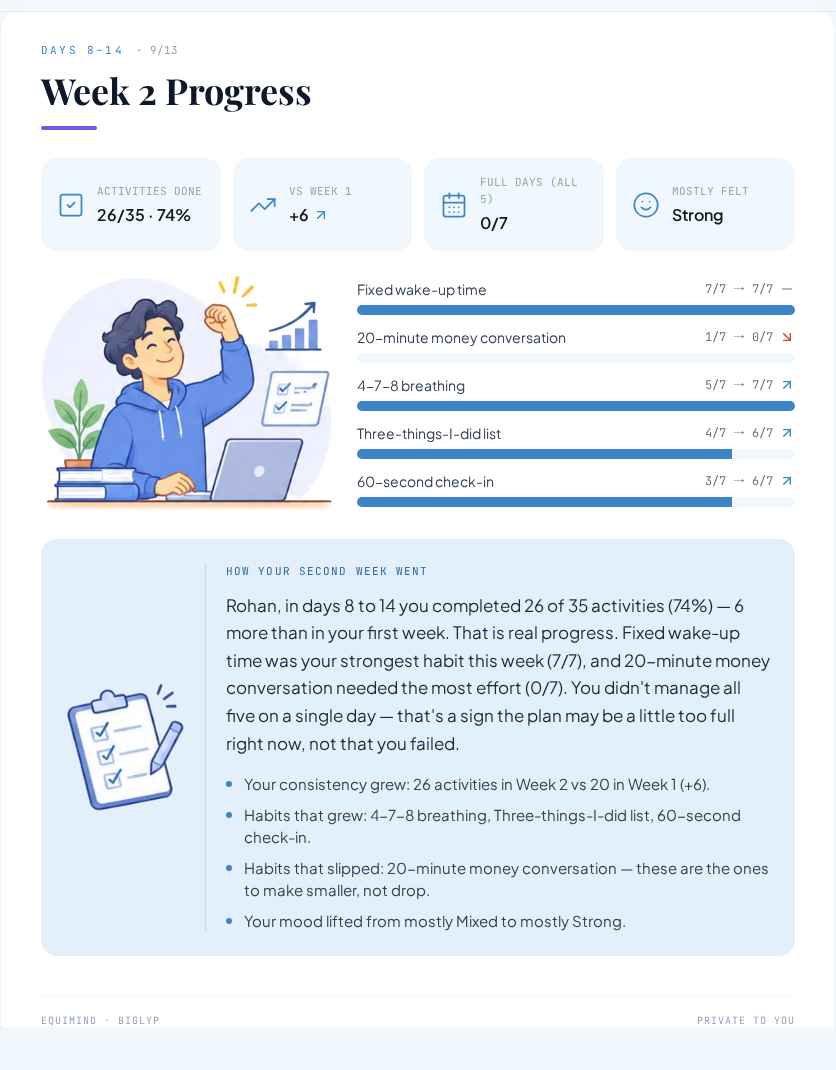 DAYS 8–14 · 9/13
Week 2 Progress
ACTIVITIES DONE
26/35 · 74%
VS WEEK 1
+6 ↗
FULL DAYS (ALL
5)
0/7
MOSTLY FELT
Strong
Fixed wake-up time 7/7 → 7/7 —
20-minute money conversation 1/7 → 0/7 ↘
4-7-8 breathing 5/7 → 7/7 ↗
Three-things-I-did list 4/7 → 6/7 ↗
60-second check-in 3/7 → 6/7 ↗
HOW YOUR SECOND WEEK WENT
Rohan, in days 8 to 14 you completed 26 of 35 activities (74%) — 6
more than in your first week. That is real progress. Fixed wake-up
time was your strongest habit this week (7/7), and 20-minute money
conversation needed the most effort (0/7). You didn't manage all
five on a single day — that's a sign the plan may be a little too full
right now, not that you failed.
Your consistency grew: 26 activities in Week 2 vs 20 in Week 1 (+6).
Habits that grew: 4-7-8 breathing, Three-things-I-did list, 60-second
check-in.
Habits that slipped: 20-minute money conversation — these are the ones
to make smaller, not drop.
Your mood lifted from mostly Mixed to mostly Strong.
EQUIMIND · BIGLYP
PRIVATE TO YOU